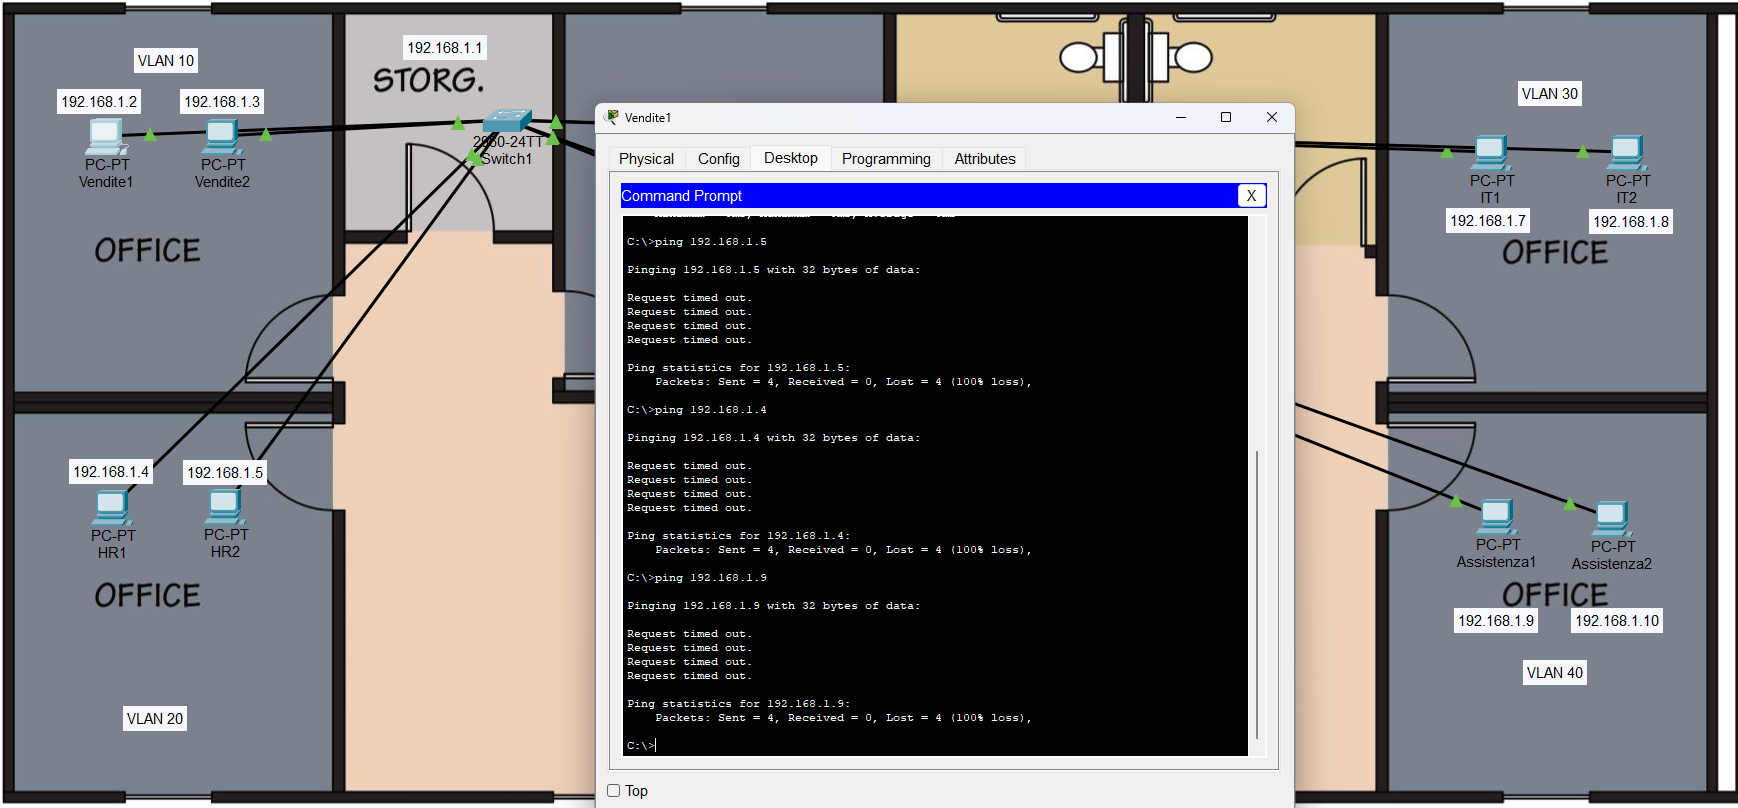 VLAN 10
192.168.1.2
192.168.1.3
PC-PT
Vendite1
PC-PT
Vendite2
OFFICE
192.168.1.1
STORG.
2960-24TT
Switch1
192.168.1.4
192.168.1.5
PC-PT
HR1
PC-PT
HR2
OFFICE
VLAN 20
Vendite1
Physical
Config
Desktop
Programming
Attributes
Command Prompt
X
C:\>ping 192.168.1.5
Pinging 192.168.1.5 with 32 bytes of data:
Request timed out.
Request timed out.
Request timed out.
Request timed out.
Ping statistics for 192.168.1.5:
Packets: Sent = 4, Received = 0, Lost = 4 (100% loss),
C:\>ping 192.168.1.4
Pinging 192.168.1.4 with 32 bytes of data:
Request timed out.
Request timed out.
Request timed out.
Request timed out.
Ping statistics for 192.168.1.4:
Packets: Sent = 4, Received = 0, Lost = 4 (100% loss),
C:\>ping 192.168.1.9
Pinging 192.168.1.9 with 32 bytes of data:
Request timed out.
Request timed out.
Request timed out.
Request timed out.
Ping statistics for 192.168.1.9:
Packets: Sent = 4, Received = 0, Lost = 4 (100% loss),
C:\>
Top
VLAN 30
PC-PT
IT1
PC-PT
IT2
192.168.1.7
192.168.1.8
OFFICE
PC-PT
Assistenza1
PC-PT
Assistenza2
OFFICE
192.168.1.9
192.168.1.10
VLAN 40